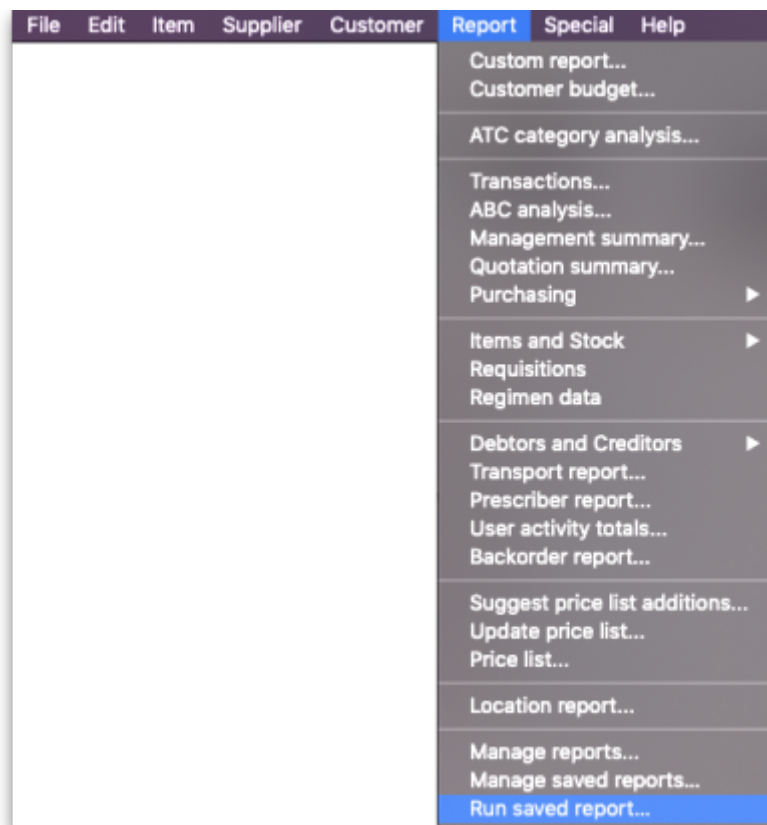 File Edit Item Supplier Customer Report Special Help
Custom report...
Customer budget...
ATC category analysis...
Transactions...
ABC analysis...
Management summary...
Quotation summary...
Purchasing
Items and Stock
Requisitions
Regimen data
Debtors and Creditors
Transport report...
Prescriber report...
User activity totals...
Backorder report...
Suggest price list additions...
Update price list...
Price list...
Location report...
Manage reports...
Manage saved reports...
Run saved report...